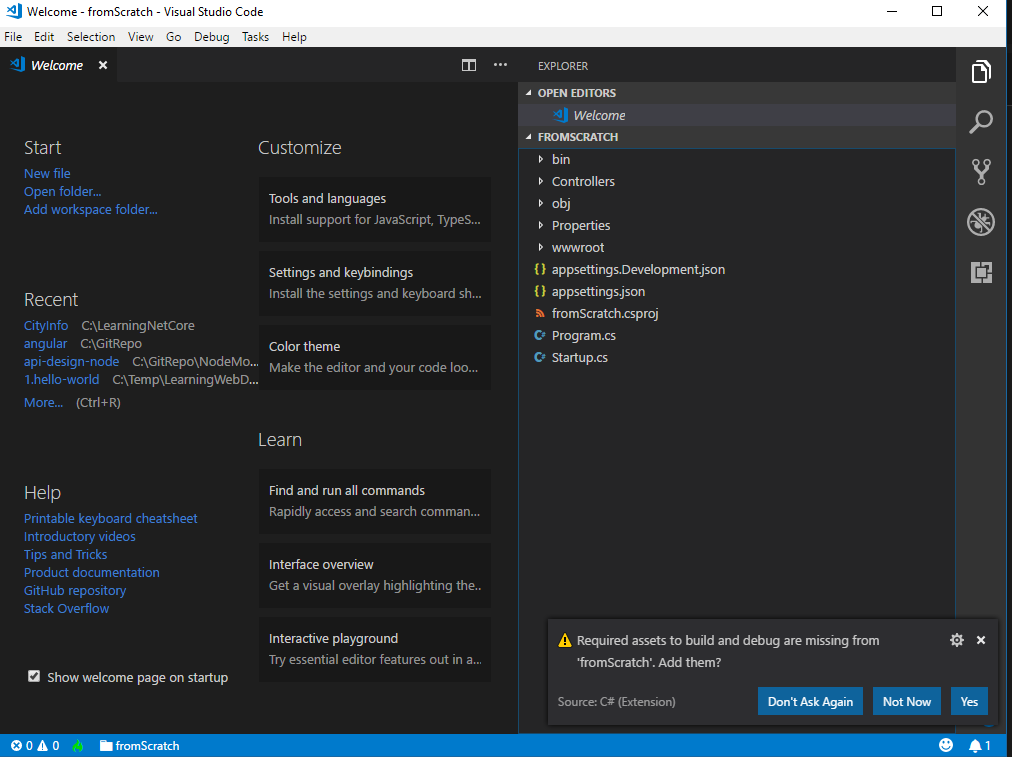 Welcome - fromScratch - Visual Studio Code
File Edit Selection View Go Debug Tasks Help
Welcome
Start
New file
Open folder...
Add workspace folder...
Recent
CityInfo C:\LearningNetCore
angular C:\GitRepo
api-design-node C:\GitRepo\NodeMo...
1.hello-world C:\Temp\LearningWebD...
More... (Ctrl+R)
Help
Printable keyboard cheatsheet
Introductory videos
Tips and Tricks
Product documentation
GitHub repository
Stack Overflow
Show welcome page on startup
Customize
Tools and languages
Install support for JavaScript, TypeS...
Settings and keybindings
Install the settings and keyboard sh...
Color theme
Make the editor and your code loo...
Learn
Find and run all commands
Rapidly access and search comman...
Interface overview
Get a visual overlay highlighting the...
Interactive playground
Try essential editor features out in a...
EXPLORER
OPEN EDITORS
Welcome
FROMSCRATCH
bin
Controllers
obj
Properties
wwwroot
{} appsettings.Development.json
{} appsettings.json
fromScratch.csproj
C# Program.cs
C# Startup.cs
Required assets to build and debug are missing from
'fromScratch'. Add them?
Source: C# (Extension)
Don't Ask Again Not Now Yes
0 0 fromScratch 1